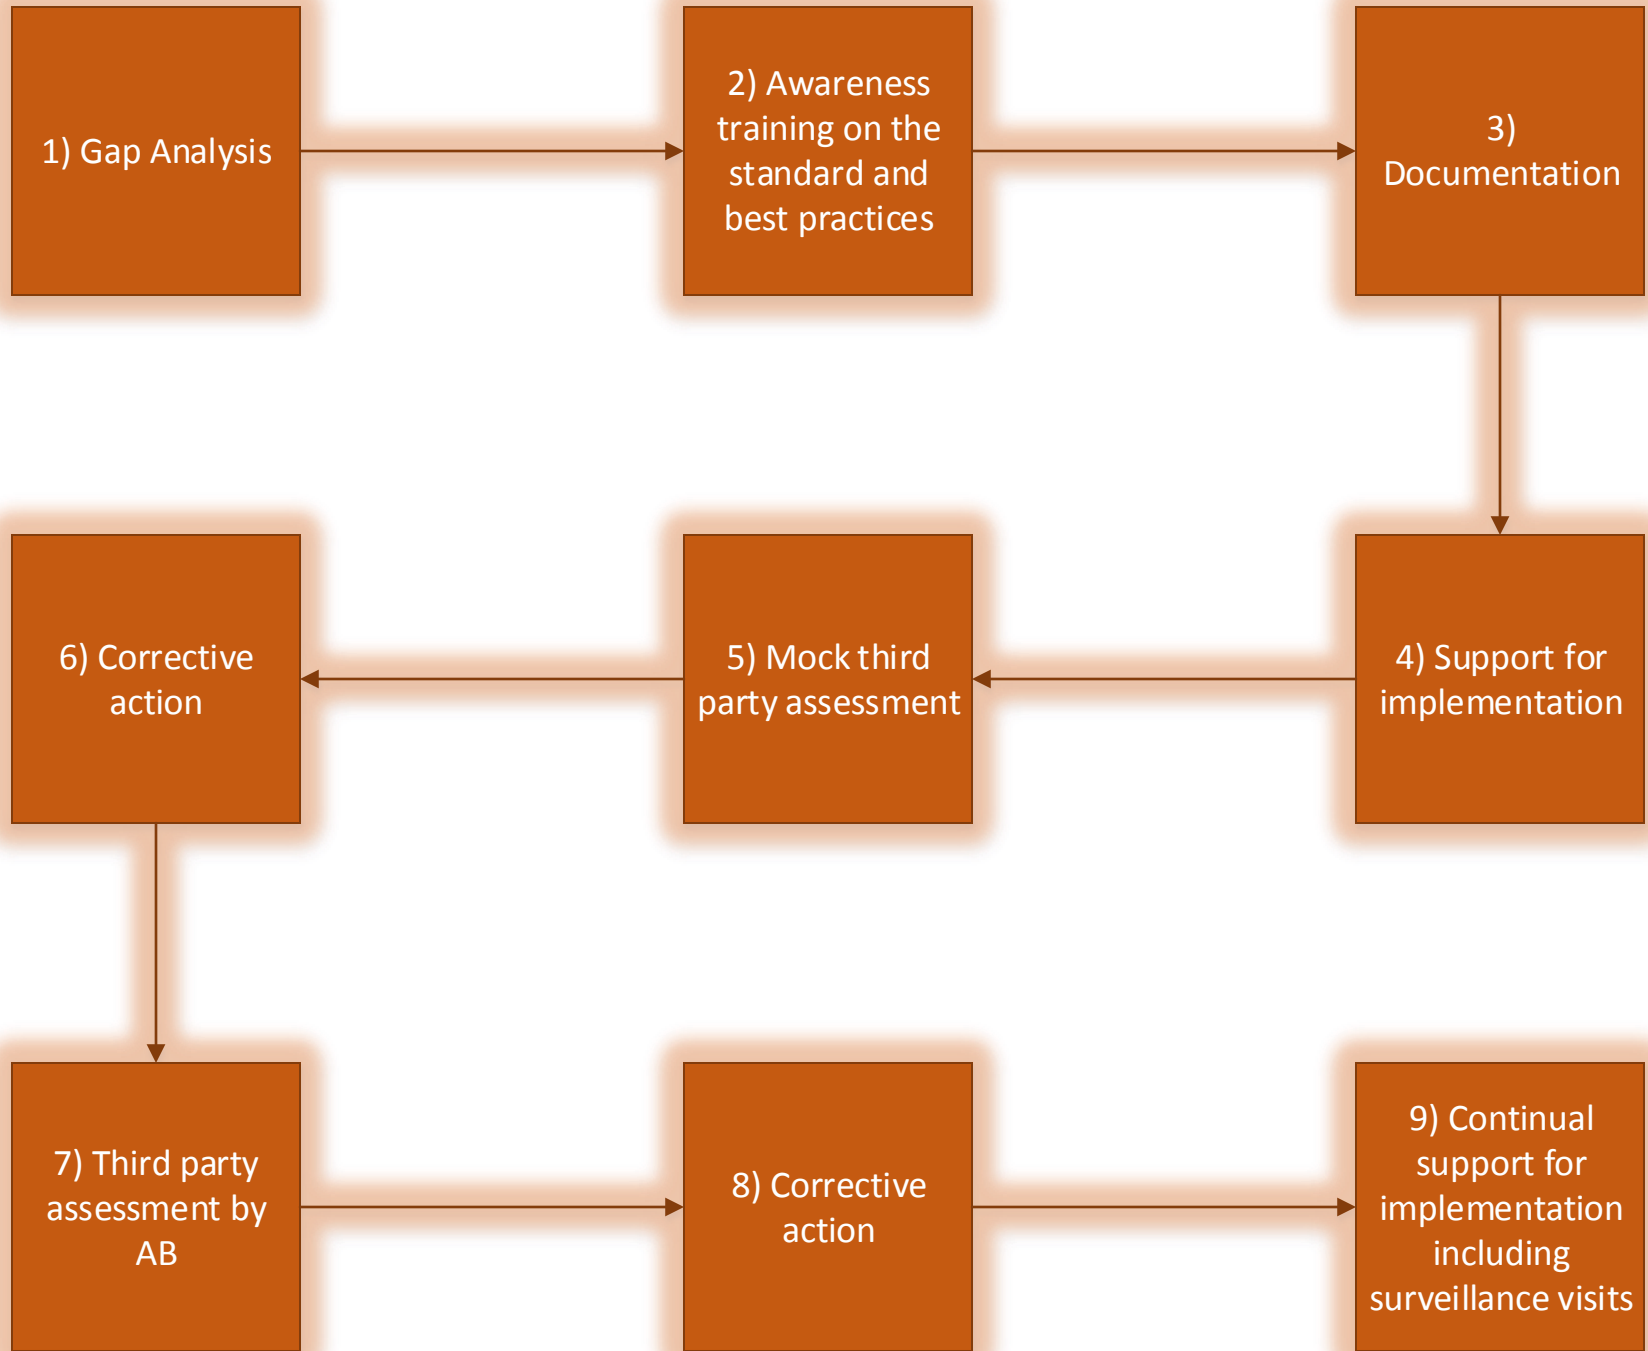 1) Gap Analysis
2) Awareness
training on the
standard and
best practices
3)
Documentation
4) Support for
implementation
5) Mock third
party assessment
6) Corrective
action
7) Third party
assessment by
AB
8) Corrective
action
9) Continual
support for
implementation
including
surveillance visits